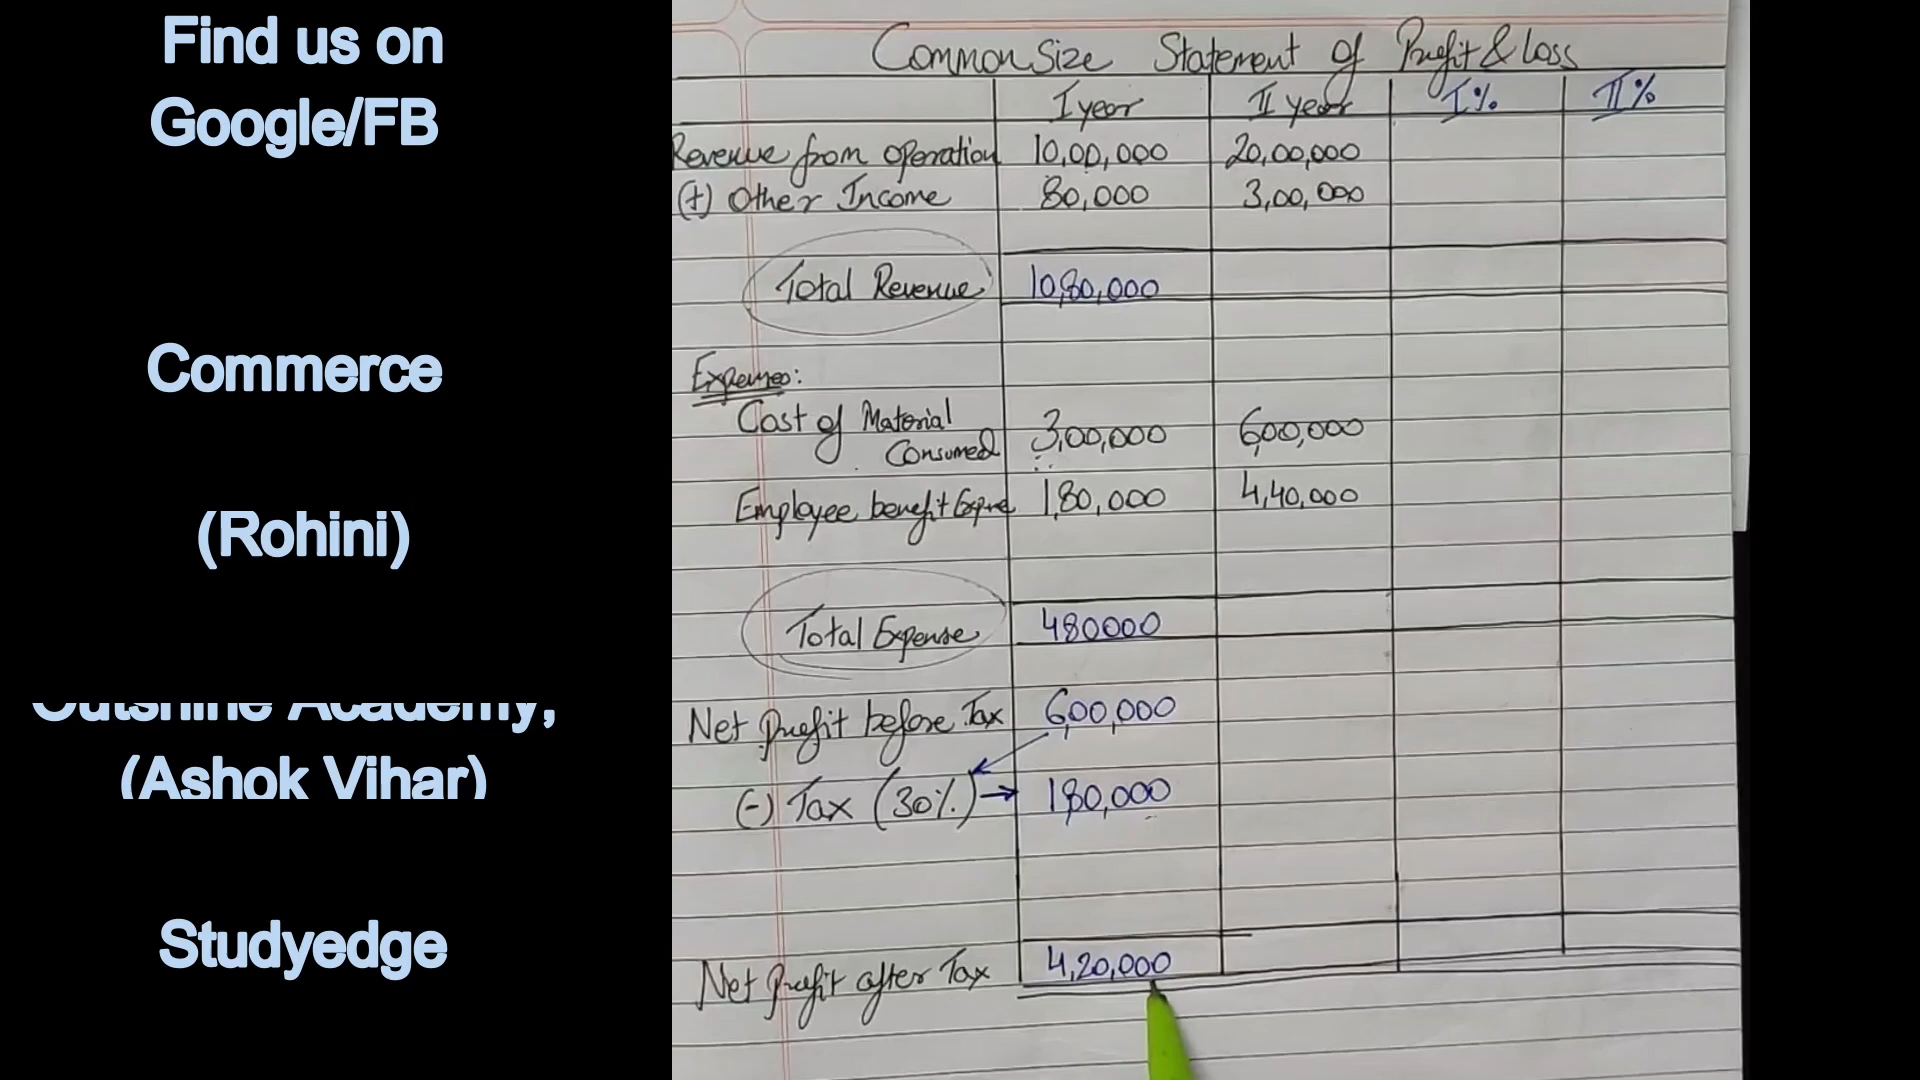 Find us on
Google/FB
Commerce
(Rohini)
Outshine Academy,
(Ashok Vihar)
Studyedge
Common Size Statement of Profit & Loss
I year II year I% II%
Revenue from operation 10,00,000 20,00,000
(+) Other Income 80,000 3,00,000
Total Revenue 10,80,000
Expenses:
Cost of Material
Consumed 3,00,000 6,00,000
Employee benefit 1,80,000 4,40,000
Total Expense 480000
Net Profit before Tax 6,00,000
(-) Tax (30%) → 180,000
Net Profit after Tax 4,20,000